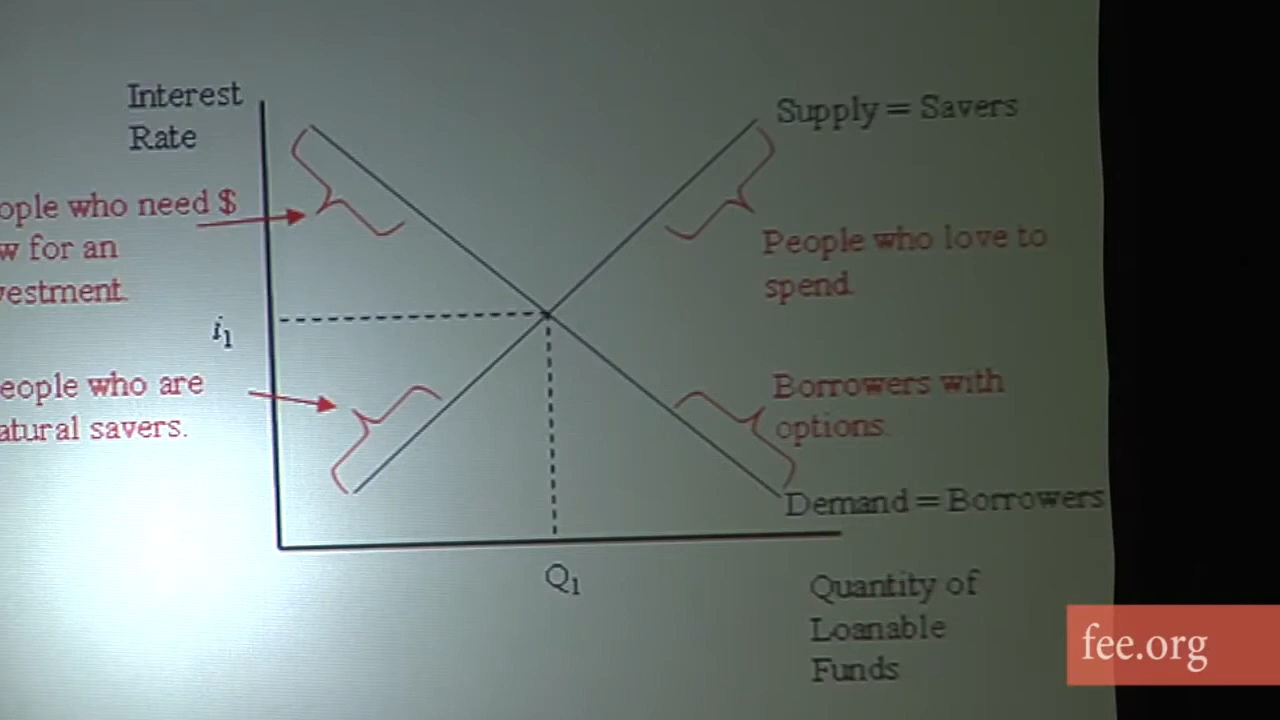 Interest
Rate
Supply = Savers
ople who need $
w for an
vestment.
People who love to
spend.
i1
eople who are
atural savers.
Borrowers with
options.
Demand = Borrowers
Q1
Quantity of
Loanable
Funds
fee.org